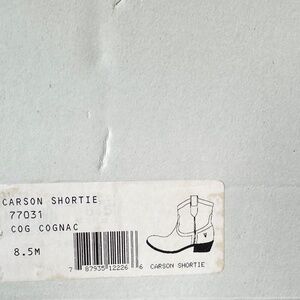 CARSON SHORTIE
77031
COG COGNAC
8.5M
7 87935 12226 6 CARSON SHORTIE